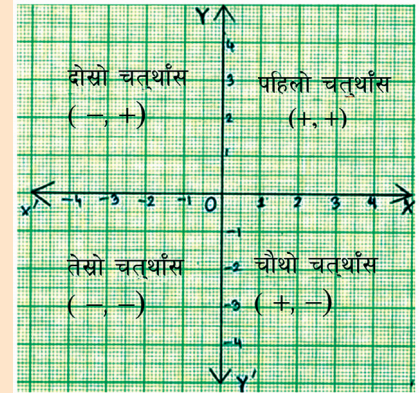 Y
4
दोस्रो चतुर्थाँस
3
पहिलो चतुर्थाँस
(−, +)
2
(+, +)
1
X' -4 -3 -2 -1 0 1 2 3 4 X
-1
तेस्रो चतुर्थाँस
-2
चौथो चतुर्थाँस
(−, −)
-3
(+, −)
-4
Y'